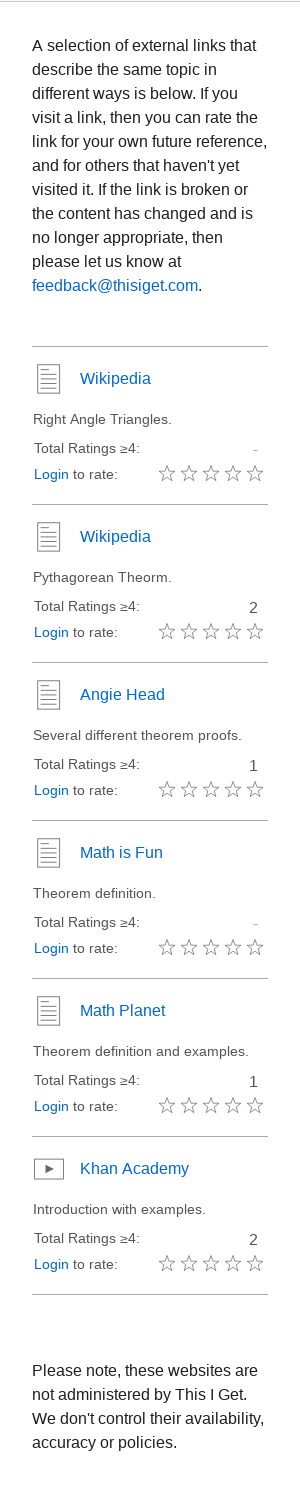 A selection of external links that
describe the same topic in
different ways is below. If you
visit a link, then you can rate the
link for your own future reference,
and for others that haven't yet
visited it. If the link is broken or
the content has changed and is
no longer appropriate, then
please let us know at
feedback@thisiget.com.
Wikipedia
Right Angle Triangles.
Total Ratings ≥4: -
Login to rate:
Wikipedia
Pythagorean Theorm.
Total Ratings ≥4: 2
Login to rate:
Angie Head
Several different theorem proofs.
Total Ratings ≥4: 1
Login to rate:
Math is Fun
Theorem definition.
Total Ratings ≥4: -
Login to rate:
Math Planet
Theorem definition and examples.
Total Ratings ≥4: 1
Login to rate:
Khan Academy
Introduction with examples.
Total Ratings ≥4: 2
Login to rate:
Please note, these websites are
not administered by This I Get.
We don't control their availability,
accuracy or policies.